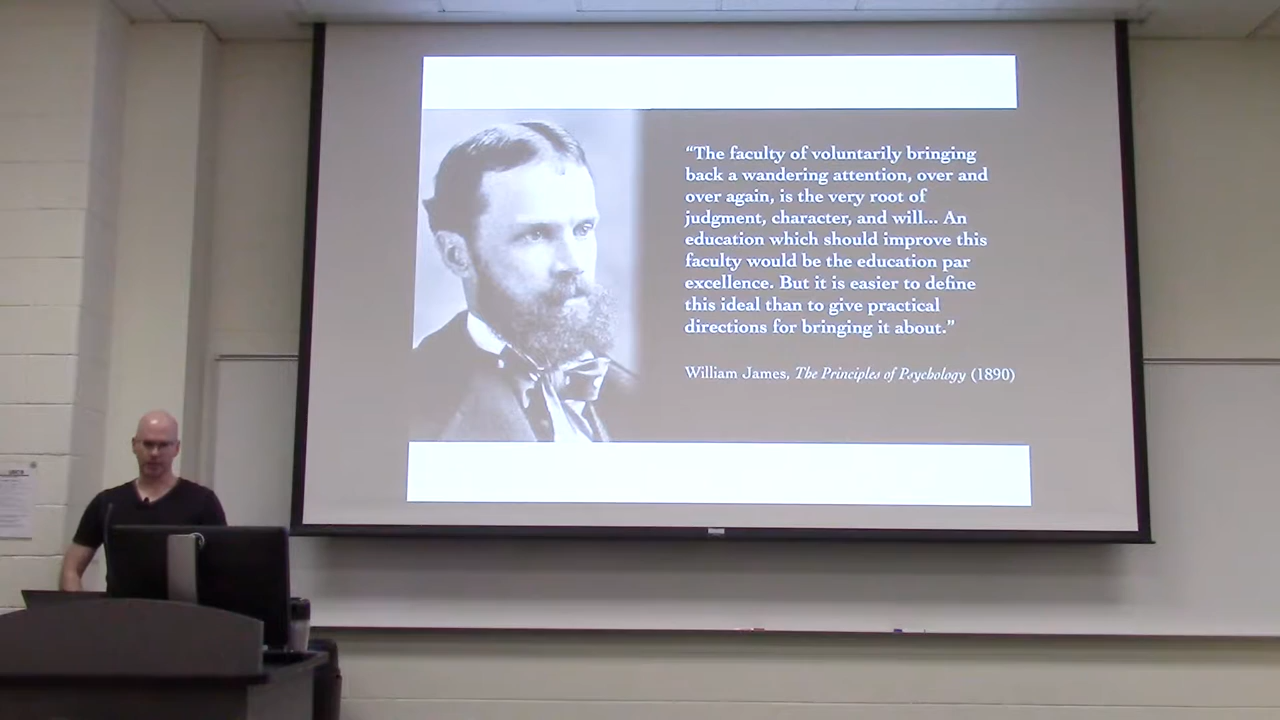 “The faculty of voluntarily bringing
back a wandering attention, over and
over again, is the very root of
judgment, character, and will... An
education which should improve this
faculty would be the education par
excellence. But it is easier to define
this ideal than to give practical
directions for bringing it about.”
William James, The Principles of Psychology (1890)